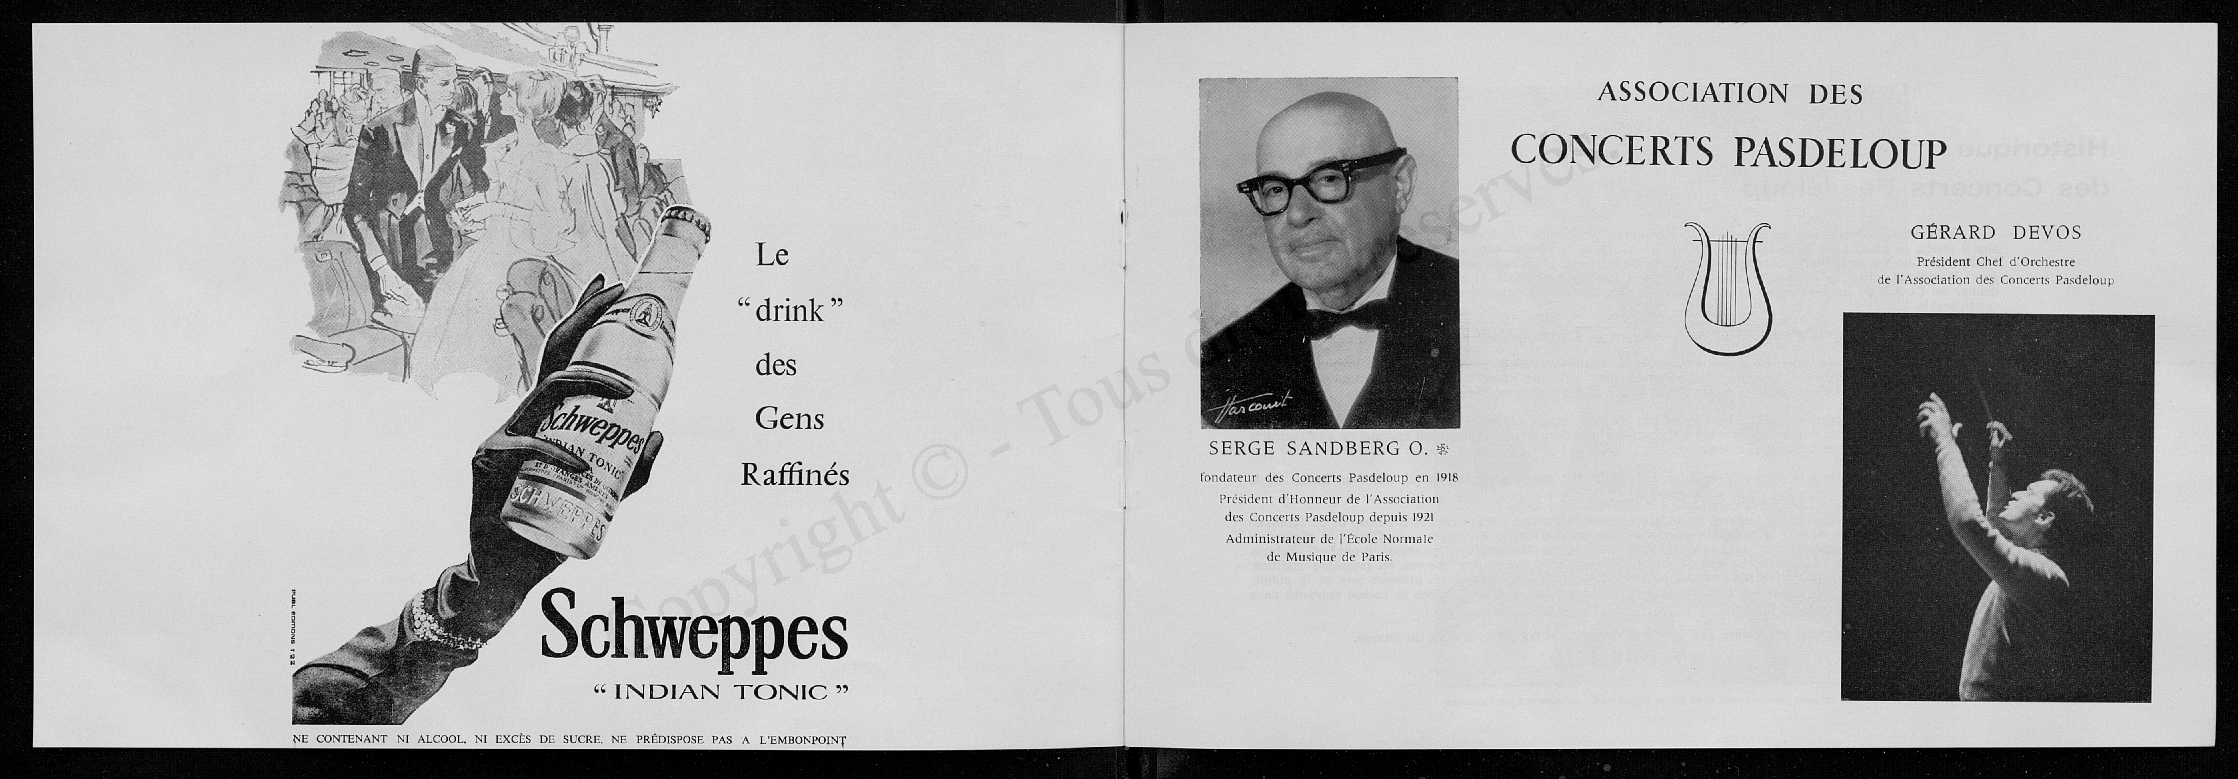 Le
“drink”
des
Gens
Raffinés
Schweppes
INDIAN TONIC
SCHWEPPES
PUBL. EDITIONS
Schweppes
“INDIAN TONIC”
NE CONTENANT NI ALCOOL, NI EXCÈS DE SUCRE, NE PRÉDISPOSE PAS A L'EMBONPOINT
Copyright © - Tous
Harcourt
SERGE SANDBERG O. ※
fondateur des Concerts Pasdeloup en 1918
Président d'Honneur de l'Association
des Concerts Pasdeloup depuis 1921
Administrateur de l'École Normale
de Musique de Paris.
ASSOCIATION DES
CONCERTS PASDELOUP
GÉRARD DEVOS
Président Chef d'Orchestre
de l'Association des Concerts Pasdeloup